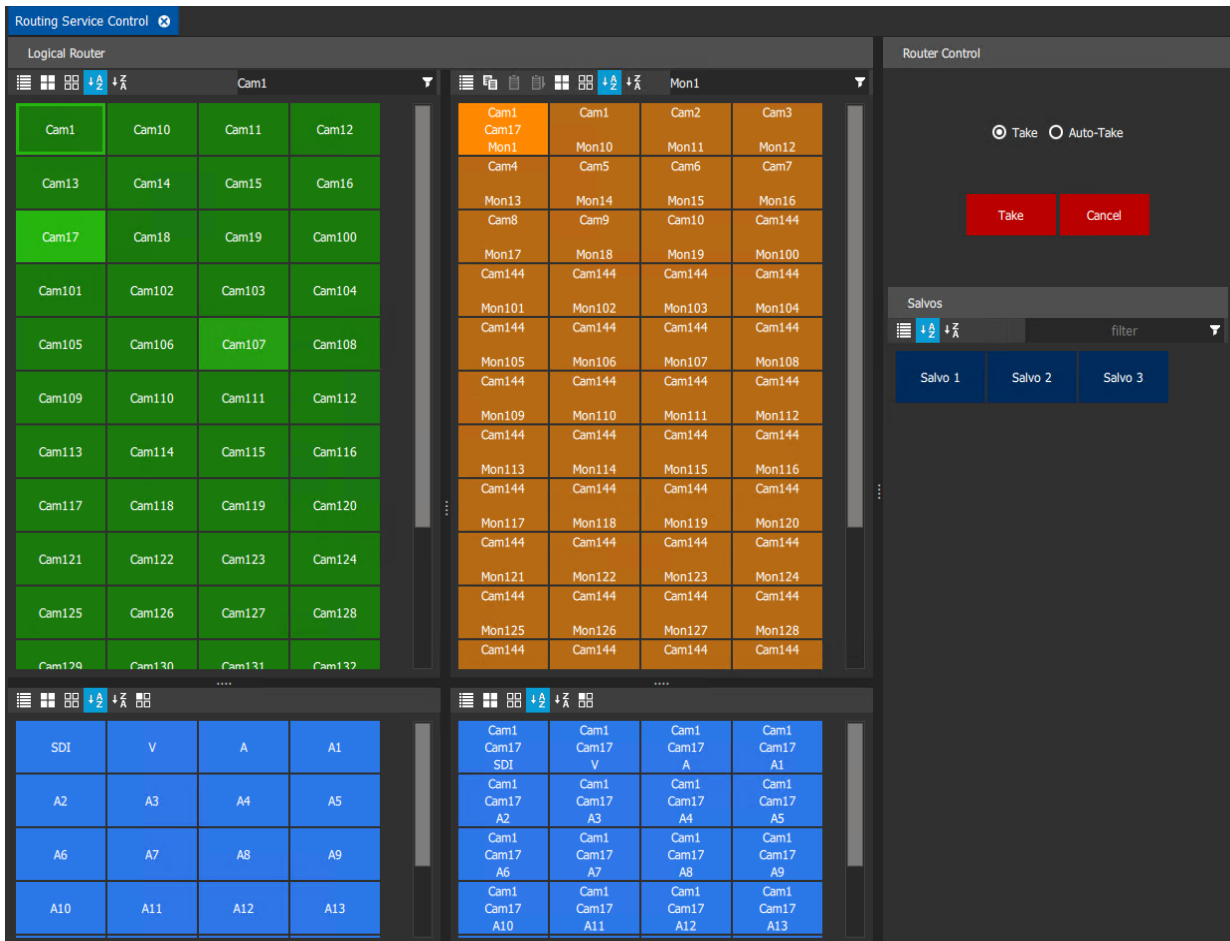 Routing Service Control
Logical Router
Router Control
Cam1
Mon1
Cam1 Cam10 Cam11 Cam12
Cam13 Cam14 Cam15 Cam16
Cam17 Cam18 Cam19 Cam100
Cam101 Cam102 Cam103 Cam104
Cam105 Cam106 Cam107 Cam108
Cam109 Cam110 Cam111 Cam112
Cam113 Cam114 Cam115 Cam116
Cam117 Cam118 Cam119 Cam120
Cam121 Cam122 Cam123 Cam124
Cam125 Cam126 Cam127 Cam128
Cam129 Cam130 Cam131 Cam132
Cam1 Cam1 Cam2 Cam3
Cam17
Mon1 Mon10 Mon11 Mon12
Cam4 Cam5 Cam6 Cam7
Mon13 Mon14 Mon15 Mon16
Cam8 Cam9 Cam10 Cam144
Mon17 Mon18 Mon19 Mon100
Cam144 Cam144 Cam144 Cam144
Mon101 Mon102 Mon103 Mon104
Cam144 Cam144 Cam144 Cam144
Mon105 Mon106 Mon107 Mon108
Cam144 Cam144 Cam144 Cam144
Mon109 Mon110 Mon111 Mon112
Cam144 Cam144 Cam144 Cam144
Mon113 Mon114 Mon115 Mon116
Cam144 Cam144 Cam144 Cam144
Mon117 Mon118 Mon119 Mon120
Cam144 Cam144 Cam144 Cam144
Mon121 Mon122 Mon123 Mon124
Cam144 Cam144 Cam144 Cam144
Mon125 Mon126 Mon127 Mon128
Cam144 Cam144 Cam144 Cam144
Take Auto-Take
Take Cancel
Salvos
filter
Salvo 1 Salvo 2 Salvo 3
SDI V A A1
A2 A3 A4 A5
A6 A7 A8 A9
A10 A11 A12 A13
Cam1 Cam1 Cam1 Cam1
Cam17 Cam17 Cam17 Cam17
SDI V A A1
Cam1 Cam1 Cam1 Cam1
Cam17 Cam17 Cam17 Cam17
A2 A3 A4 A5
Cam1 Cam1 Cam1 Cam1
Cam17 Cam17 Cam17 Cam17
A6 A7 A8 A9
Cam1 Cam1 Cam1 Cam1
Cam17 Cam17 Cam17 Cam17
A10 A11 A12 A13